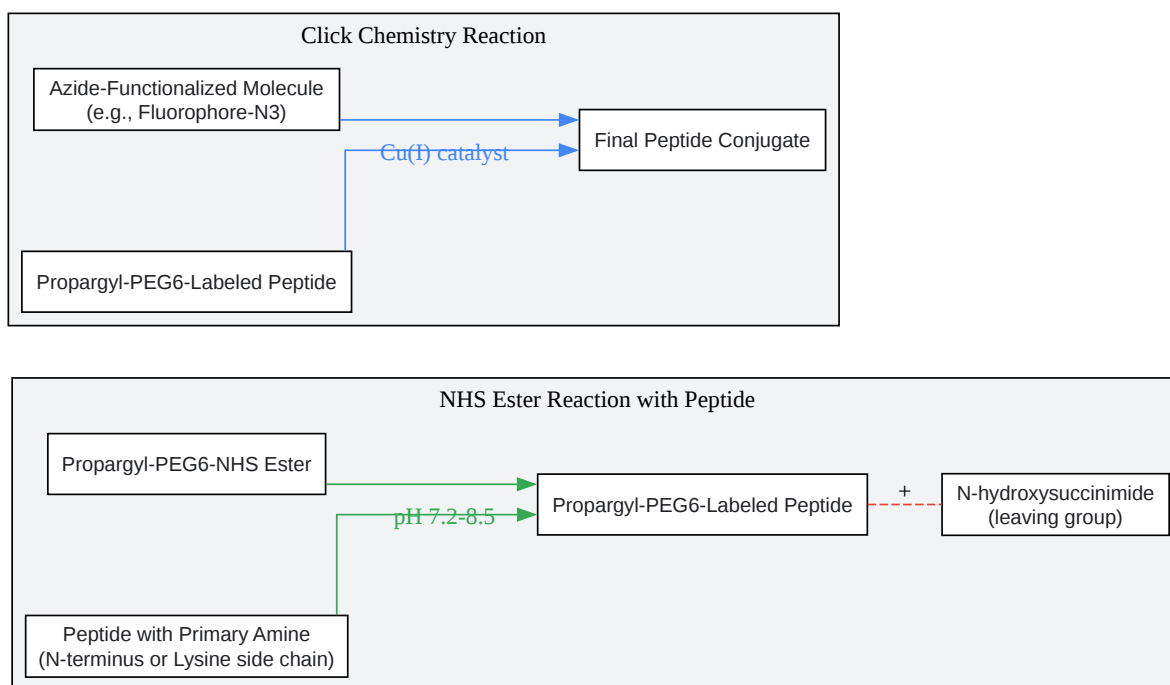 Click Chemistry Reaction
Azide-Functionalized Molecule
(e.g., Fluorophore-N3)
Final Peptide Conjugate
Cu(I) catalyst
Propargyl-PEG6-Labeled Peptide
NHS Ester Reaction with Peptide
Propargyl-PEG6-NHS Ester
Propargyl-PEG6-Labeled Peptide
+
N-hydroxysuccinimide
(leaving group)
pH 7.2-8.5
Peptide with Primary Amine
(N-terminus or Lysine side chain)